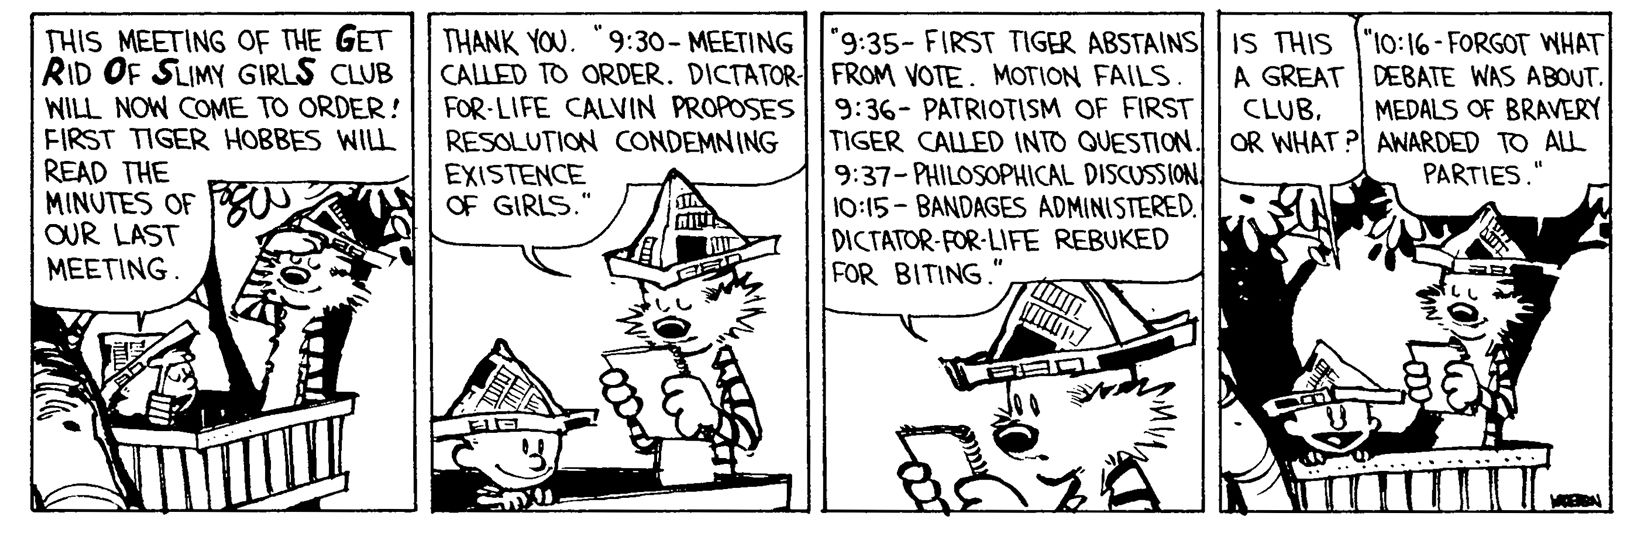 THIS MEETING OF THE GET
RID OF SLIMY GIRLS CLUB
WILL NOW COME TO ORDER!
FIRST TIGER HOBBES WILL
READ THE
MINUTES OF
OUR LAST
MEETING.
THANK YOU. "9:30 - MEETING
CALLED TO ORDER. DICTATOR-
FOR-LIFE CALVIN PROPOSES
RESOLUTION CONDEMNING
EXISTENCE
OF GIRLS."
"9:35 - FIRST TIGER ABSTAINS
FROM VOTE. MOTION FAILS.
9:36 - PATRIOTISM OF FIRST
TIGER CALLED INTO QUESTION.
9:37 - PHILOSOPHICAL DISCUSSION.
10:15 - BANDAGES ADMINISTERED.
DICTATOR-FOR-LIFE REBUKED
FOR BITING."
IS THIS
A GREAT
CLUB,
OR WHAT?
"10:16 - FORGOT WHAT
DEBATE WAS ABOUT.
MEDALS OF BRAVERY
AWARDED TO ALL
PARTIES."